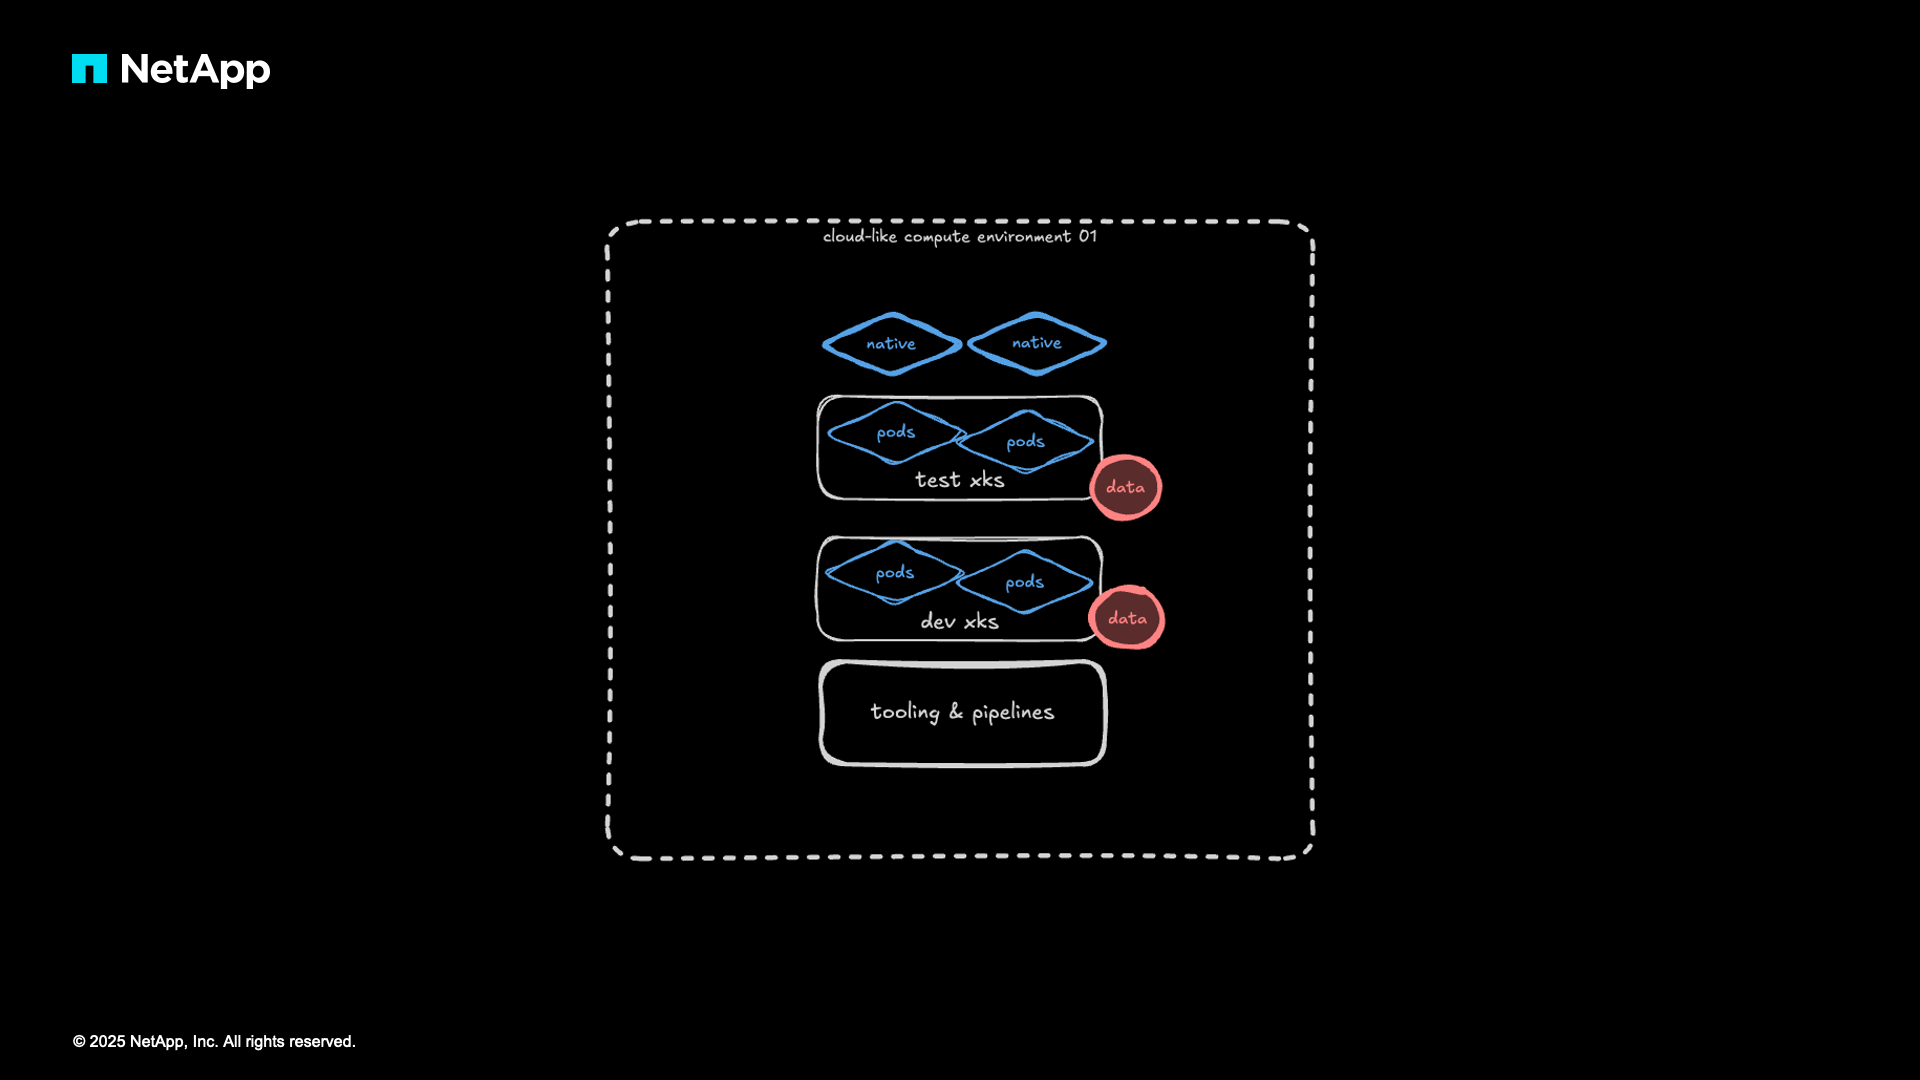 NetApp
cloud-like compute environment 01
native
native
pods
pods
test xks
data
pods
pods
dev xks
data
tooling & pipelines
© 2025 NetApp, Inc. All rights reserved.